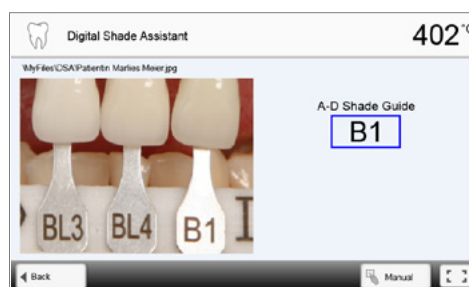 Digital Shade Assistant
402°C
\MyFiles\DSA\Patientin Marlies Meier.jpg
A-D Shade Guide
B1
BL3
BL4
B1
Back
Manual